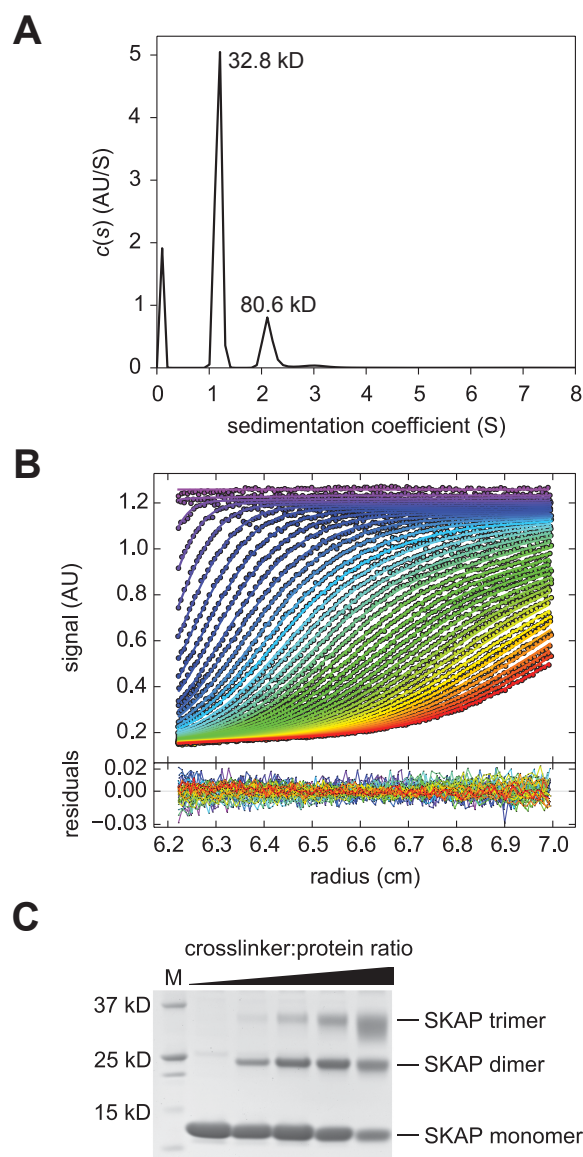 A
5
4
3
2
1
0
c(s) (AU/S)
32.8 kD
80.6 kD
0 1 2 3 4 5 6 7 8
sedimentation coefficient (S)
B
1.2
1.0
0.8
0.6
0.4
0.2
signal (AU)
0.02
0.00
−0.03
residuals
6.2 6.3 6.4 6.5 6.6 6.7 6.8 6.9 7.0
radius (cm)
C
crosslinker:protein ratio
M
37 kD
SKAP trimer
25 kD
SKAP dimer
15 kD
SKAP monomer